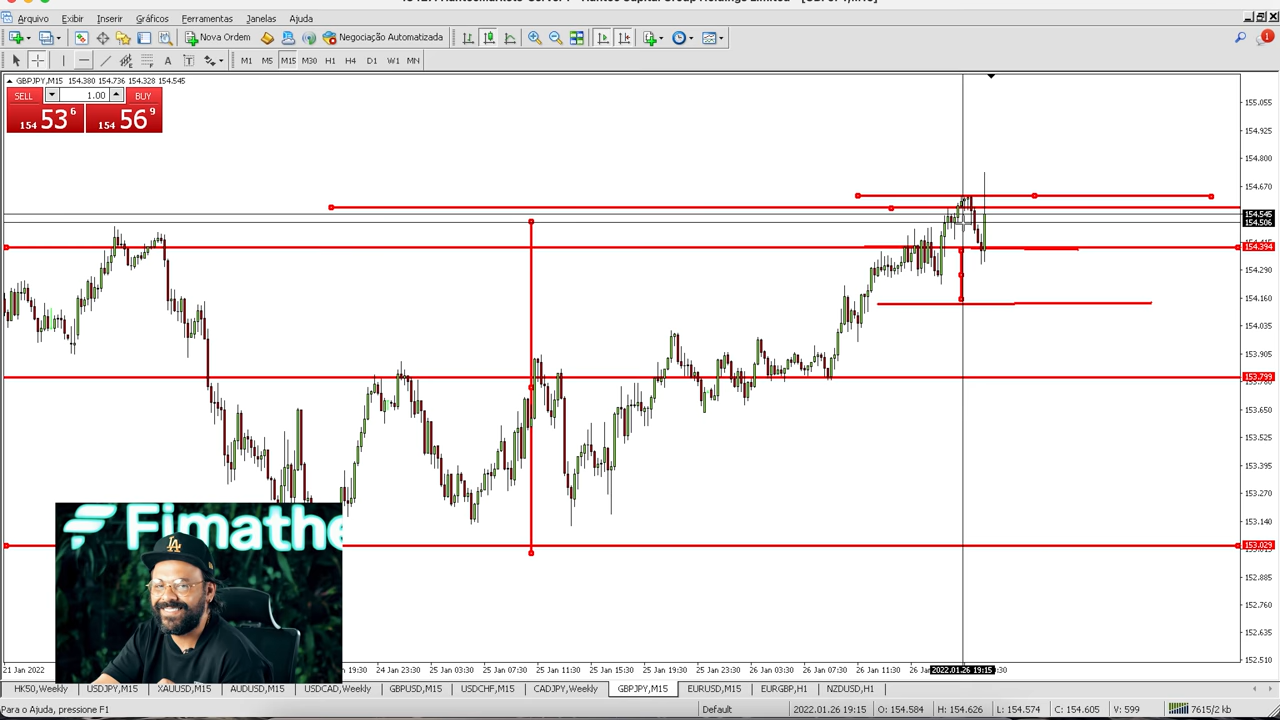 Arquivo Exibir Inserir Gráficos Ferramentas Janelas Ajuda
Nova Ordem Negociação Automatizada
A T M1 M5 M15 M30 H1 H4 D1 W1 MN
GBPJPY,M15 154.380 154.736 154.328 154.545
SELL 1.00 BUY
154 53 6 154 56 9
155.055
154.925
154.800
154.670
154.545
154.506
154.394
154.290
154.160
154.035
153.905
153.799
153.650
153.525
153.395
153.270
153.140
153.029
152.885
152.760
152.635
152.510
Fimathe
LA
21 Jan 2022 24 Jan 23:30 25 Jan 03:30 25 Jan 07:30 25 Jan 11:30 25 Jan 15:30 25 Jan 19:30 25 Jan 23:30 26 Jan 03:30 26 Jan 07:30 26 Jan 11:30 2022.01.26 19:15
HK50,Weekly USDJPY,M15 XAUUSD,M15 AUDUSD,M15 USDCAD,Weekly GBPUSD,M15 USDCHF,M15 CADJPY,Weekly GBPJPY,M15 EURUSD,M15 EURGBP,H1 NZDUSD,H1
Para o Ajuda, pressione F1 Default 2022.01.26 19:15 O: 154.584 H: 154.626 L: 154.574 C: 154.605 V: 599 7615/2 kb